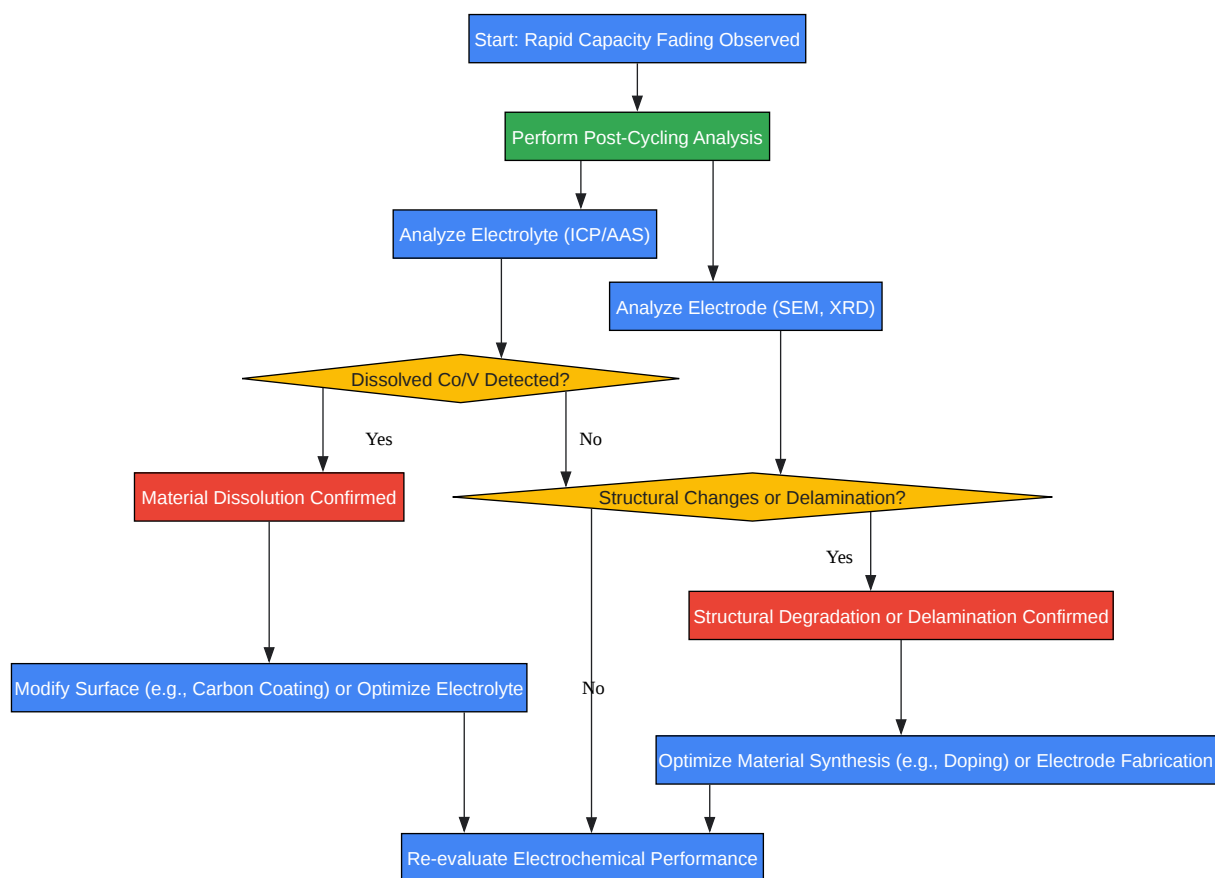 Start: Rapid Capacity Fading Observed
Perform Post-Cycling Analysis
Analyze Electrolyte (ICP/AAS)
Analyze Electrode (SEM, XRD)
Dissolved Co/V Detected?
Yes
No
Material Dissolution Confirmed
Structural Changes or Delamination?
Yes
Structural Degradation or Delamination Confirmed
Modify Surface (e.g., Carbon Coating) or Optimize Electrolyte
No
Optimize Material Synthesis (e.g., Doping) or Electrode Fabrication
Re-evaluate Electrochemical Performance